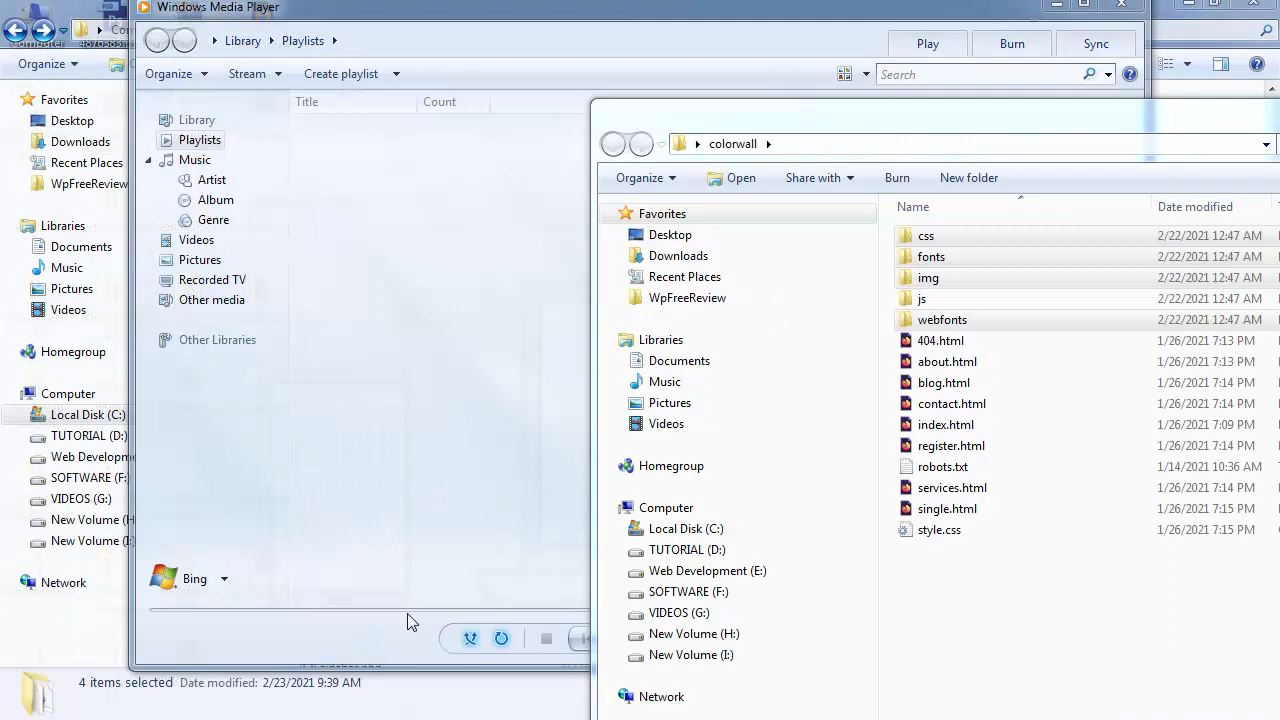 Windows Media Player
Library
Playlists
Play
Burn
Sync
Organize
Organize
Stream
Create playlist
Search
Title
Count
Favorites
Desktop
Downloads
Recent Places
WpFreeReview
Libraries
Documents
Music
Pictures
Videos
Homegroup
Computer
Local Disk (C:)
TUTORIAL (D:)
Web Developm
SOFTWARE (F:
VIDEOS (G:)
New Volume (H
New Volume (I:
Network
Library
Playlists
Music
Artist
Album
Genre
Videos
Pictures
Recorded TV
Other media
Other Libraries
Bing
4 items selected Date modified: 2/23/2021 9:39 AM
colorwall
Organize
Open
Share with
Burn
New folder
Favorites
Desktop
Downloads
Recent Places
WpFreeReview
Libraries
Documents
Music
Pictures
Videos
Homegroup
Computer
Local Disk (C:)
TUTORIAL (D:)
Web Development (E:)
SOFTWARE (F:)
VIDEOS (G:)
New Volume (H:)
New Volume (I:)
Network
Name Date modified
css 2/22/2021 12:47 AM
fonts 2/22/2021 12:47 AM
img 2/22/2021 12:47 AM
js 2/22/2021 12:47 AM
webfonts 2/22/2021 12:47 AM
404.html 1/26/2021 7:13 PM
about.html 1/26/2021 7:13 PM
blog.html 1/26/2021 7:14 PM
contact.html 1/26/2021 7:14 PM
index.html 1/26/2021 7:09 PM
register.html 1/26/2021 7:14 PM
robots.txt 1/14/2021 10:36 AM
services.html 1/26/2021 7:14 PM
single.html 1/26/2021 7:15 PM
style.css 1/26/2021 7:15 PM